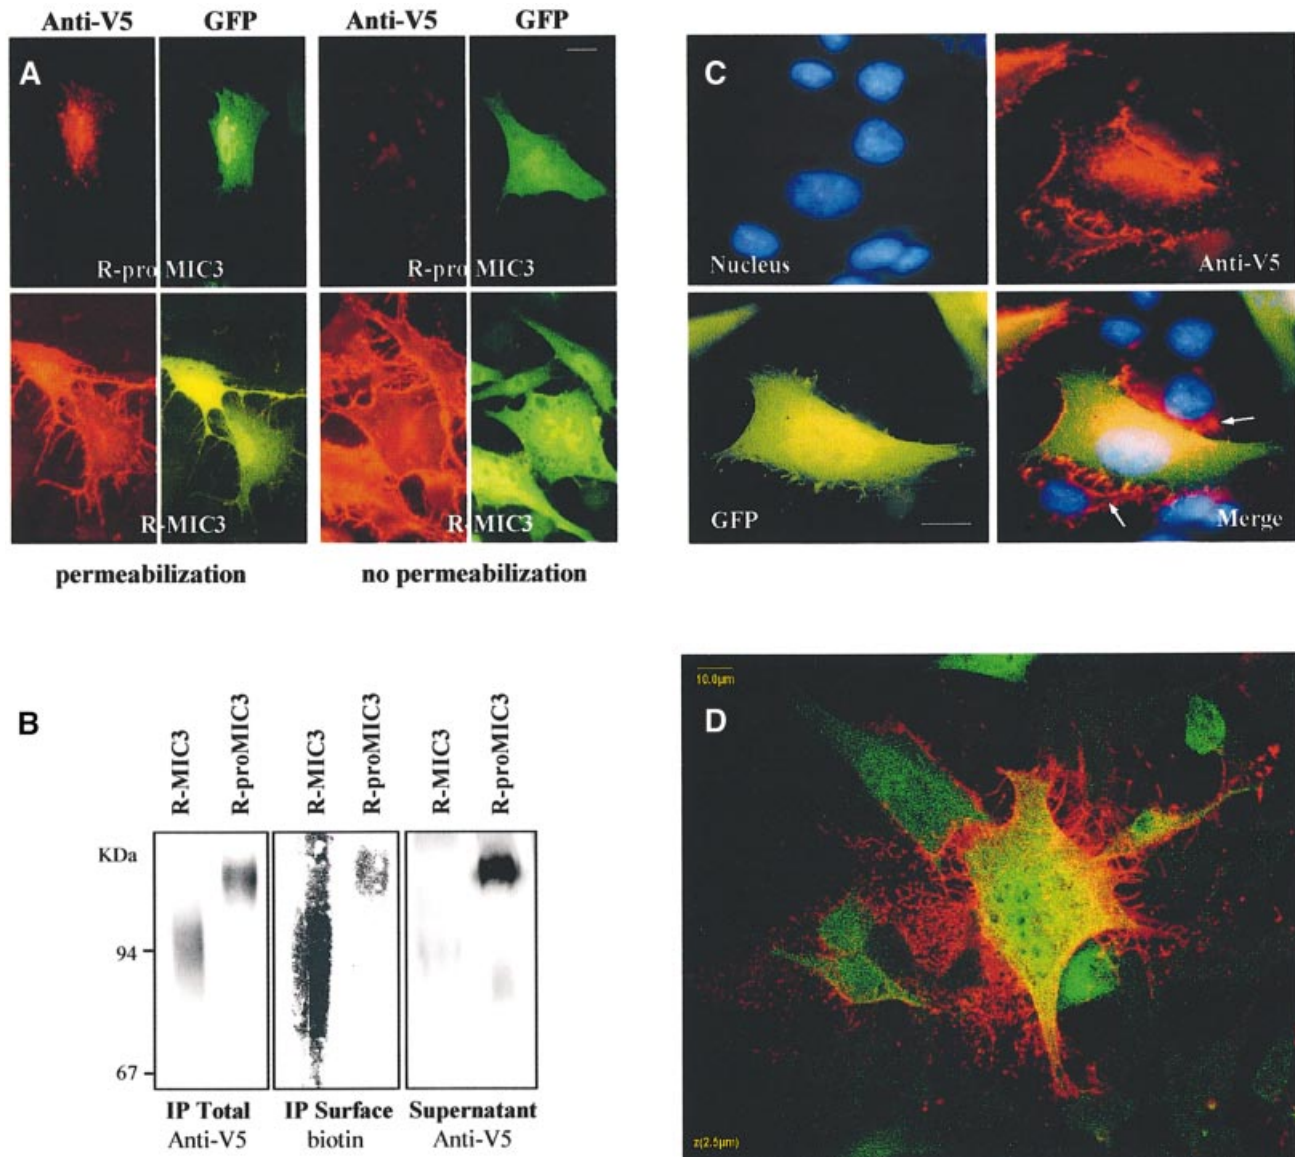 Anti-V5 GFP Anti-V5 GFP
A
R-pro MIC3
R-pro MIC3
R-MIC3
R-MIC3
permeabilization
no permeabilization
C
Nucleus
Anti-V5
GFP
Merge
B
R-MIC3
R-proMIC3
R-MIC3
R-proMIC3
R-MIC3
R-proMIC3
KDa
94
67
IP Total
Anti-V5
IP Surface
biotin
Supernatant
Anti-V5
10.0µm
D
z(2.5µm)